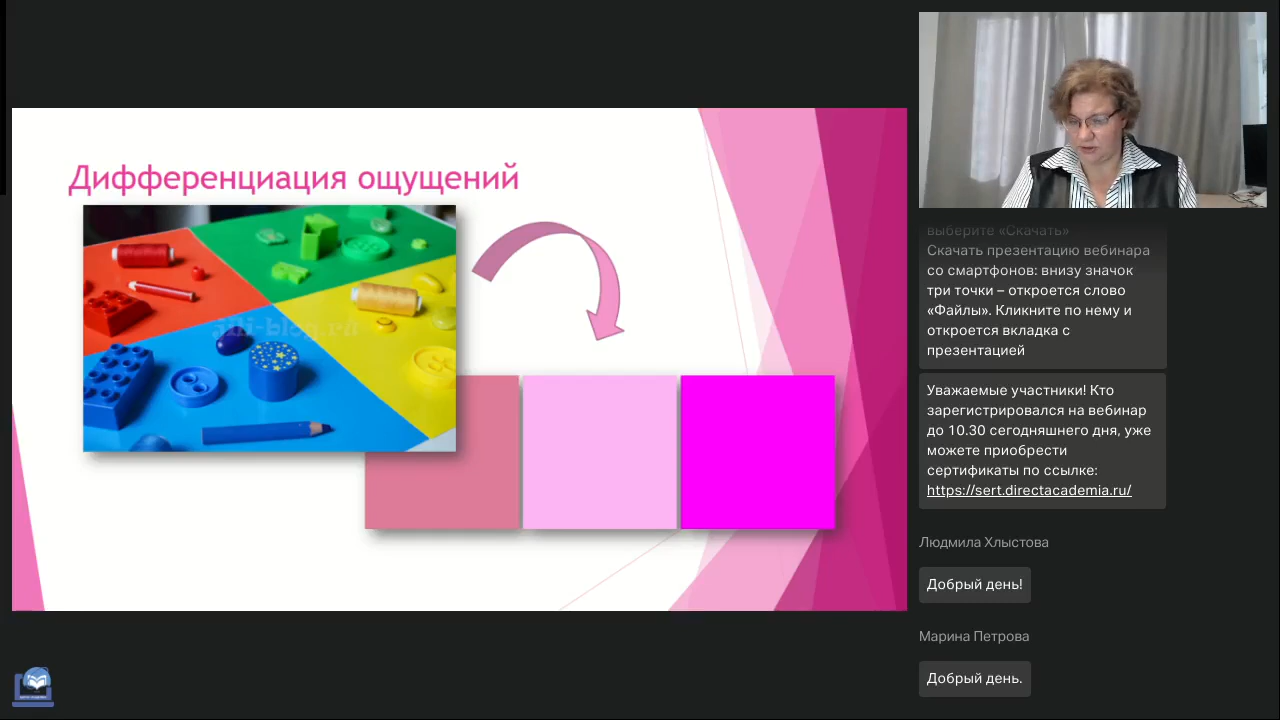 Дифференциация ощущений
выберите «Скачать»
Скачать презентацию вебинара
со смартфонов: внизу значок
три точки – откроется слово
«Файлы». Кликните по нему и
откроется вкладка с
презентацией
Уважаемые участники! Кто
зарегистрировался на вебинар
до 10.30 сегодняшнего дня, уже
можете приобрести
сертификаты по ссылке:
https://sert.directacademia.ru/
Людмила Хлыстова
Добрый день!
Марина Петрова
Добрый день.